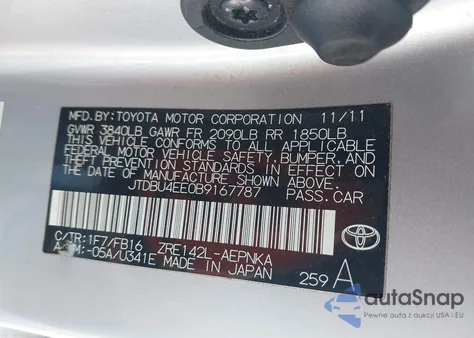 MFD.BY:TOYOTA MOTOR CORPORATION 11/11
GVWR 3840LB GAWR FR 2090LB RR 1850LB
THIS VEHICLE CONFORMS TO ALL APPLICABLE
FEDERAL MOTOR VEHICLE SAFETY, BUMPER, AND
THEFT PREVENTION STANDARDS IN EFFECT ON
THE DATE OF MANUFACTURE SHOWN ABOVE.
JTDBU4EE0B9167787 PASS.CAR
C/TR:1F7/FB16 ZRE142L-AEPNKA
A/TM:-05A/U341E MADE IN JAPAN
TOYOTA
259 A
autoSnap
Pewne auta z aukcji USA i EU